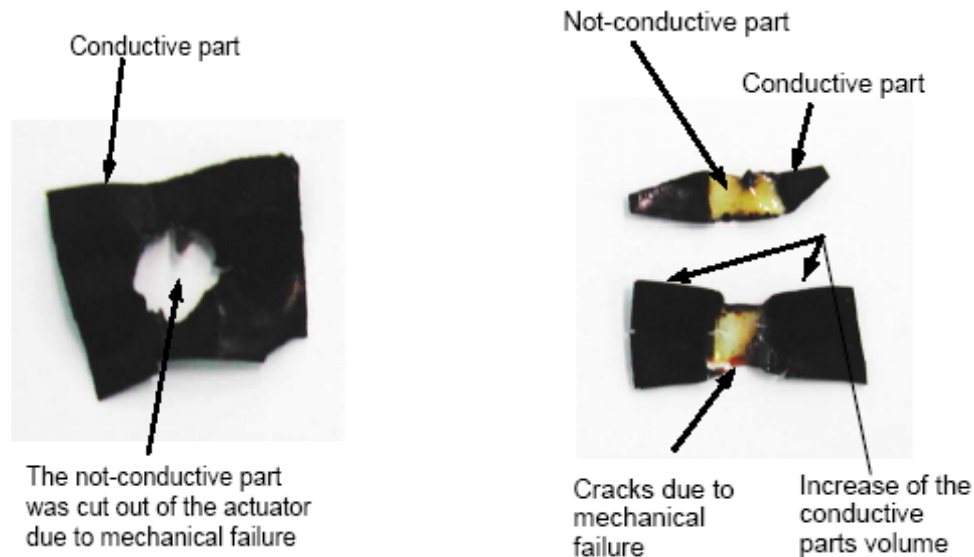 Conductive part
The not-conductive part
was cut out of the actuator
due to mechanical failure
Not-conductive part
Conductive part
Cracks due to
mechanical
failure
Increase of the
conductive
parts volume